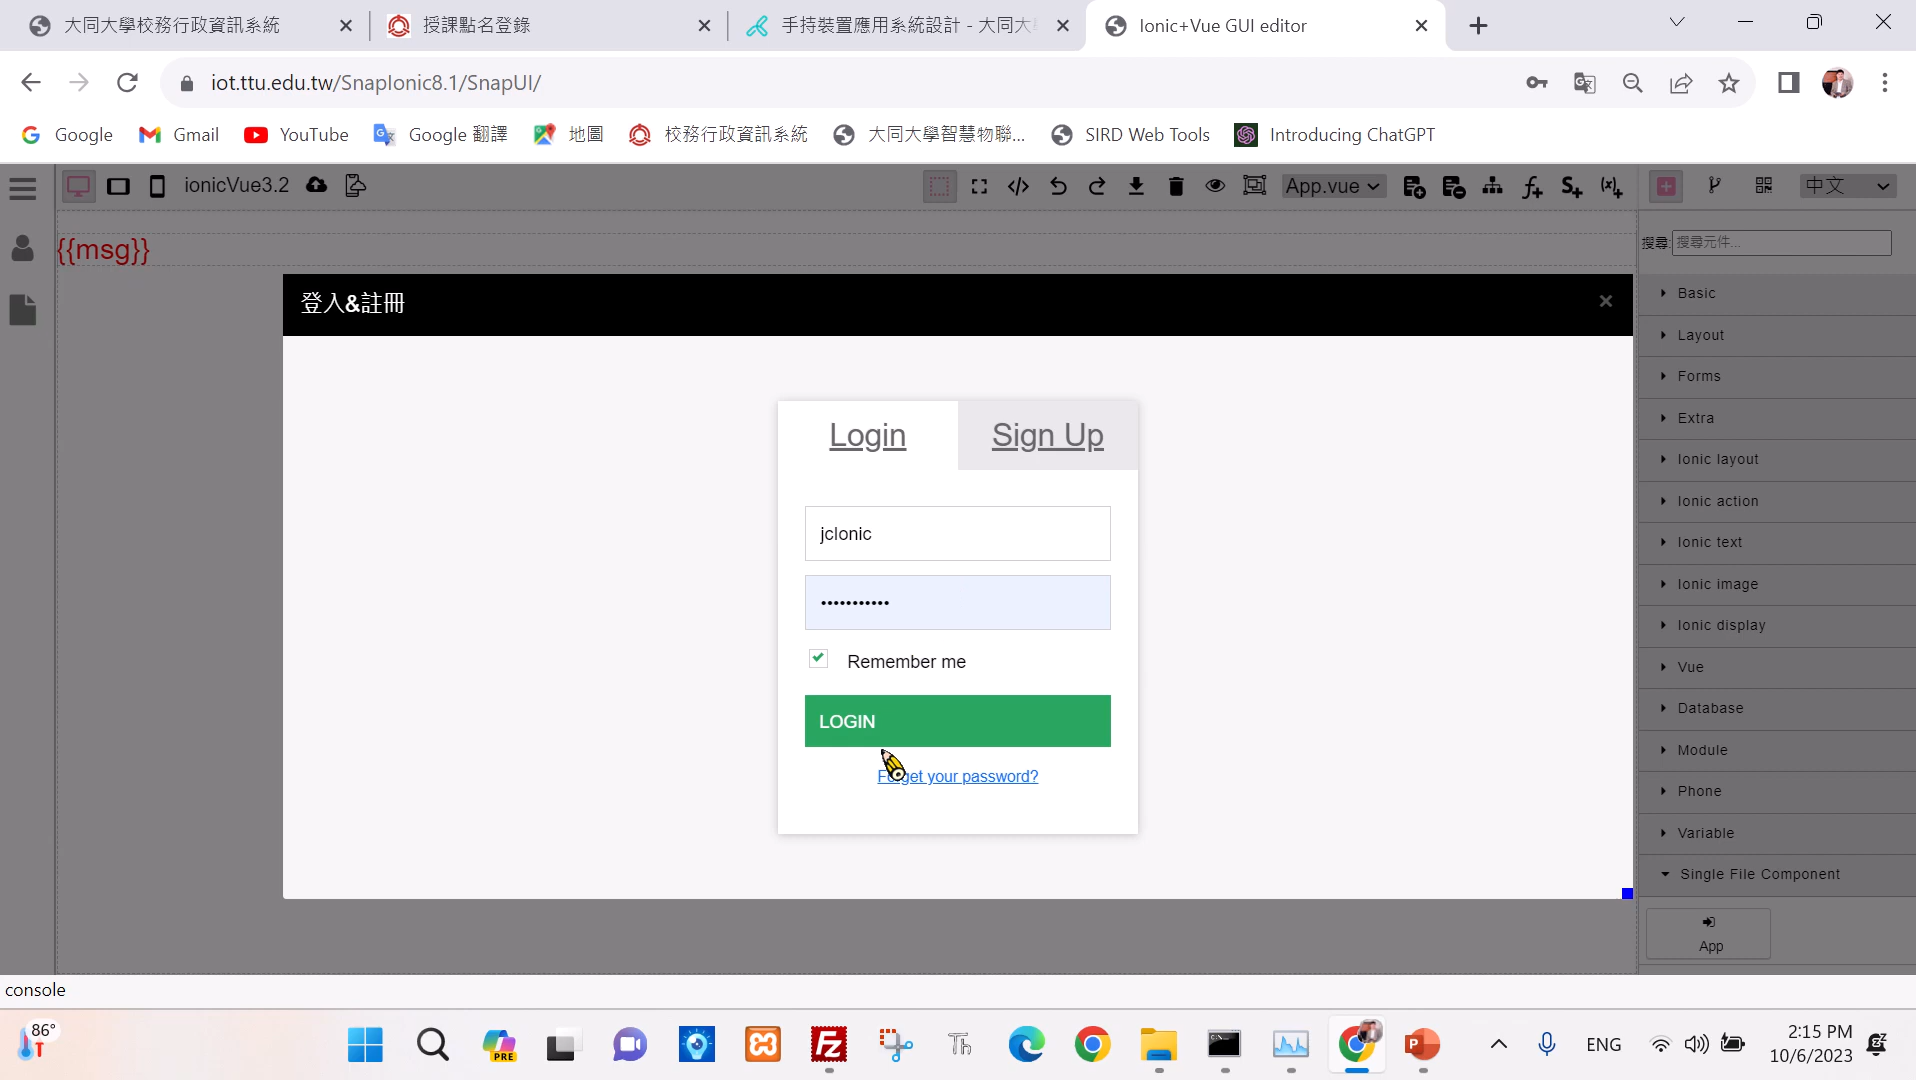 大同大學校務行政資訊系統
授課點名登錄
手持裝置應用系統設計 - 大同大
Ionic+Vue GUI editor
iot.ttu.edu.tw/SnapIonic8.1/SnapUI/
Google
Gmail
YouTube
Google 翻譯
地圖
校務行政資訊系統
大同大學智慧物聯...
SIRD Web Tools
Introducing ChatGPT
ionicVue3.2
App.vue
中文
{{msg}}
搜尋:
搜尋元件...
登入&註冊
Login
Sign Up
jcIonic
•••••••••••
Remember me
LOGIN
Forget your password?
Basic
Layout
Forms
Extra
Ionic layout
Ionic action
Ionic text
Ionic image
Ionic display
Vue
Database
Module
Phone
Variable
Single File Component
App
console
86°
PRE
Th
ENG
2:15 PM
10/6/2023